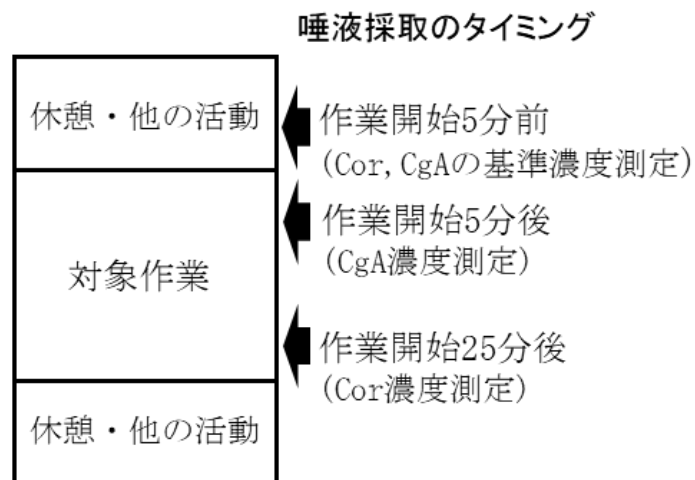 唾液採取のタイミング
休憩・他の活動
作業開始5分前
(Cor,CgAの基準濃度測定)
作業開始5分後
(CgA濃度測定)
対象作業
作業開始25分後
(Cor濃度測定)
休憩・他の活動